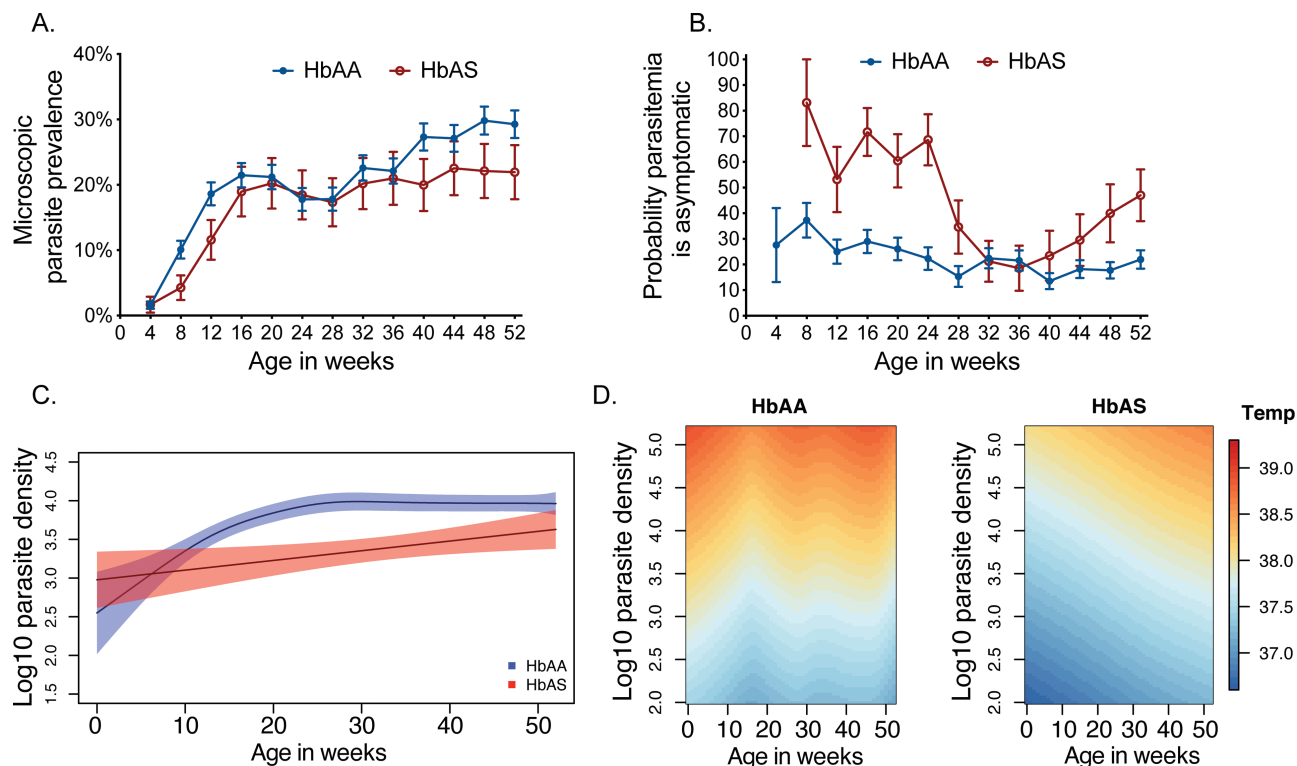 A.
Microscopic
parasite prevalence
40%
30%
20%
10%
0%
HbAA
HbAS
0 4 8 12 16 20 24 28 32 36 40 44 48 52
Age in weeks
B.
Probability parasitemia
is asymptomatic
100
90
80
70
60
50
40
30
20
10
0
HbAA
HbAS
0 4 8 12 16 20 24 28 32 36 40 44 48 52
Age in weeks
C.
Log10 parasite density
4.5
4.0
3.5
3.0
2.5
2.0
1.5
HbAA
HbAS
0 10 20 30 40 50
Age in weeks
D.
HbAA
Log10 parasite density
5.0
4.5
4.0
3.5
3.0
2.5
2.0
0 10 20 30 40 50
Age in weeks
HbAS
Log10 parasite density
5.0
4.5
4.0
3.5
3.0
2.5
2.0
0 10 20 30 40 50
Age in weeks
Temp
39.0
38.5
38.0
37.5
37.0